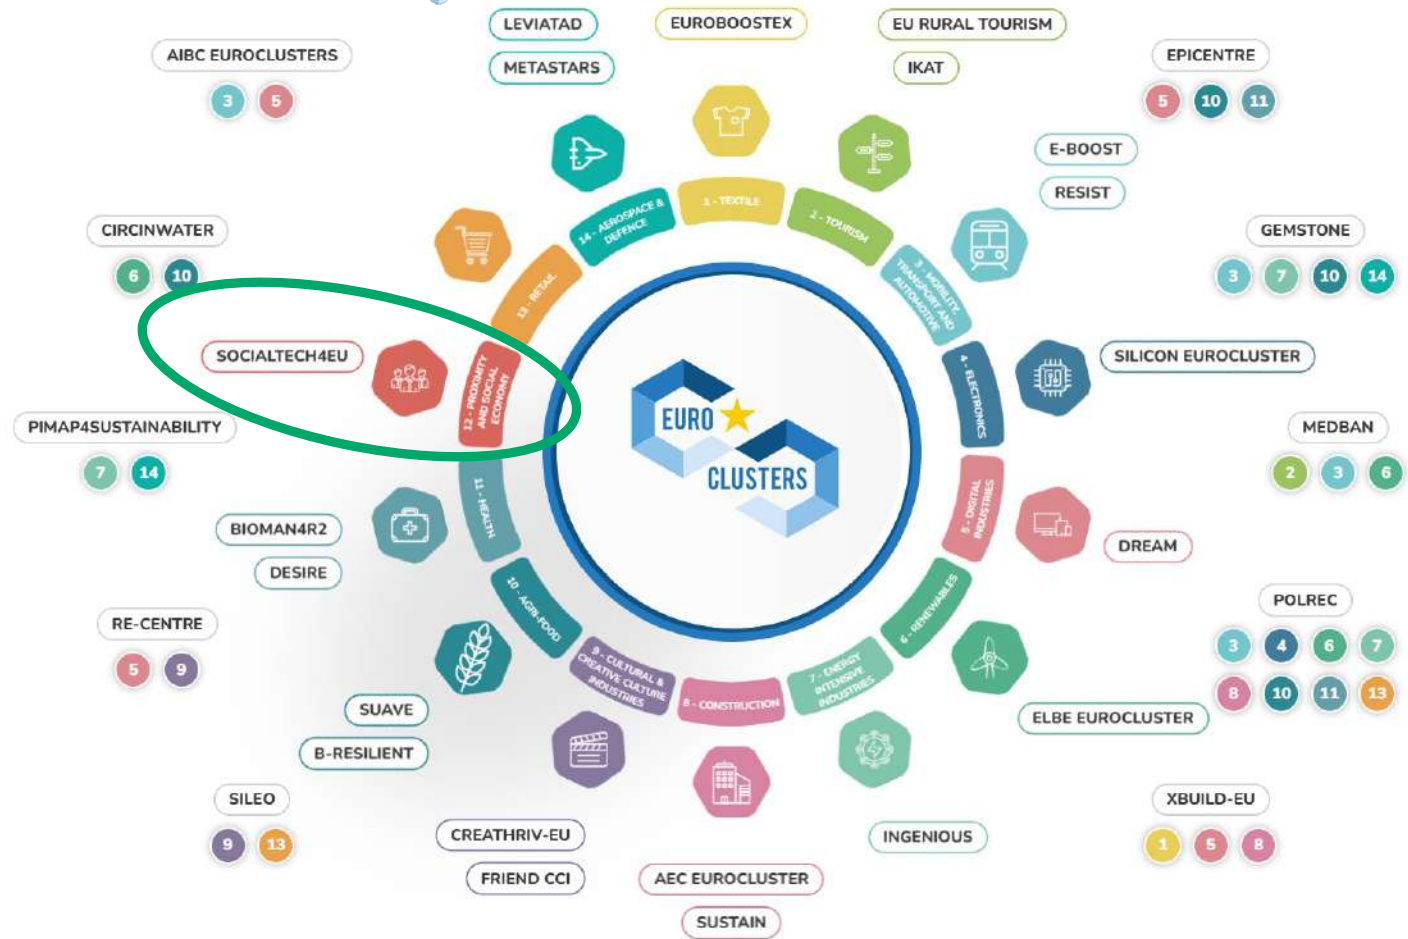 LEVIATAD
METASTARS
EUROBOOSTEX
EU RURAL TOURISM
IKAT
AIBC EUROCLUSTERS
3 5
EPICENTRE
5 10 11
E-BOOST
RESIST
CIRCINWATER
6 10
GEMSTONE
3 7 10 14
SOCIALTECH4EU
SILICON EUROCLUSTER
PIMAP4SUSTAINABILITY
7 14
MEDBAN
2 3 6
BIOMAN4R2
DESIRE
DREAM
RE-CENTRE
5 9
POLREC
3 4 6 7
8 10 11 13
SUAVE
B-RESILIENT
ELBE EUROCLUSTER
SILEO
9 13
XBUILD-EU
1 5 8
CREATHRIV-EU
FRIEND CCI
AEC EUROCLUSTER
SUSTAIN
INGENIOUS
1 - TEXTILE
2 - TOURISM
3 - MOBILITY,
TRANSPORT AND
AUTOMOTIVE
4 - ELECTRONICS
5 - DIGITAL
INDUSTRIES
6 - RENEWABLES
7 - ENERGY
INTENSIVE
INDUSTRIES
8 - CONSTRUCTION
9 - CULTURAL &
CREATIVE CULTURE
INDUSTRIES
10 - AGRI-FOOD
11 - HEALTH
12 - PROXIMITY
AND SOCIAL
ECONOMY
13 - RETAIL
14 - AEROSPACE &
DEFENCE
EURO
CLUSTERS